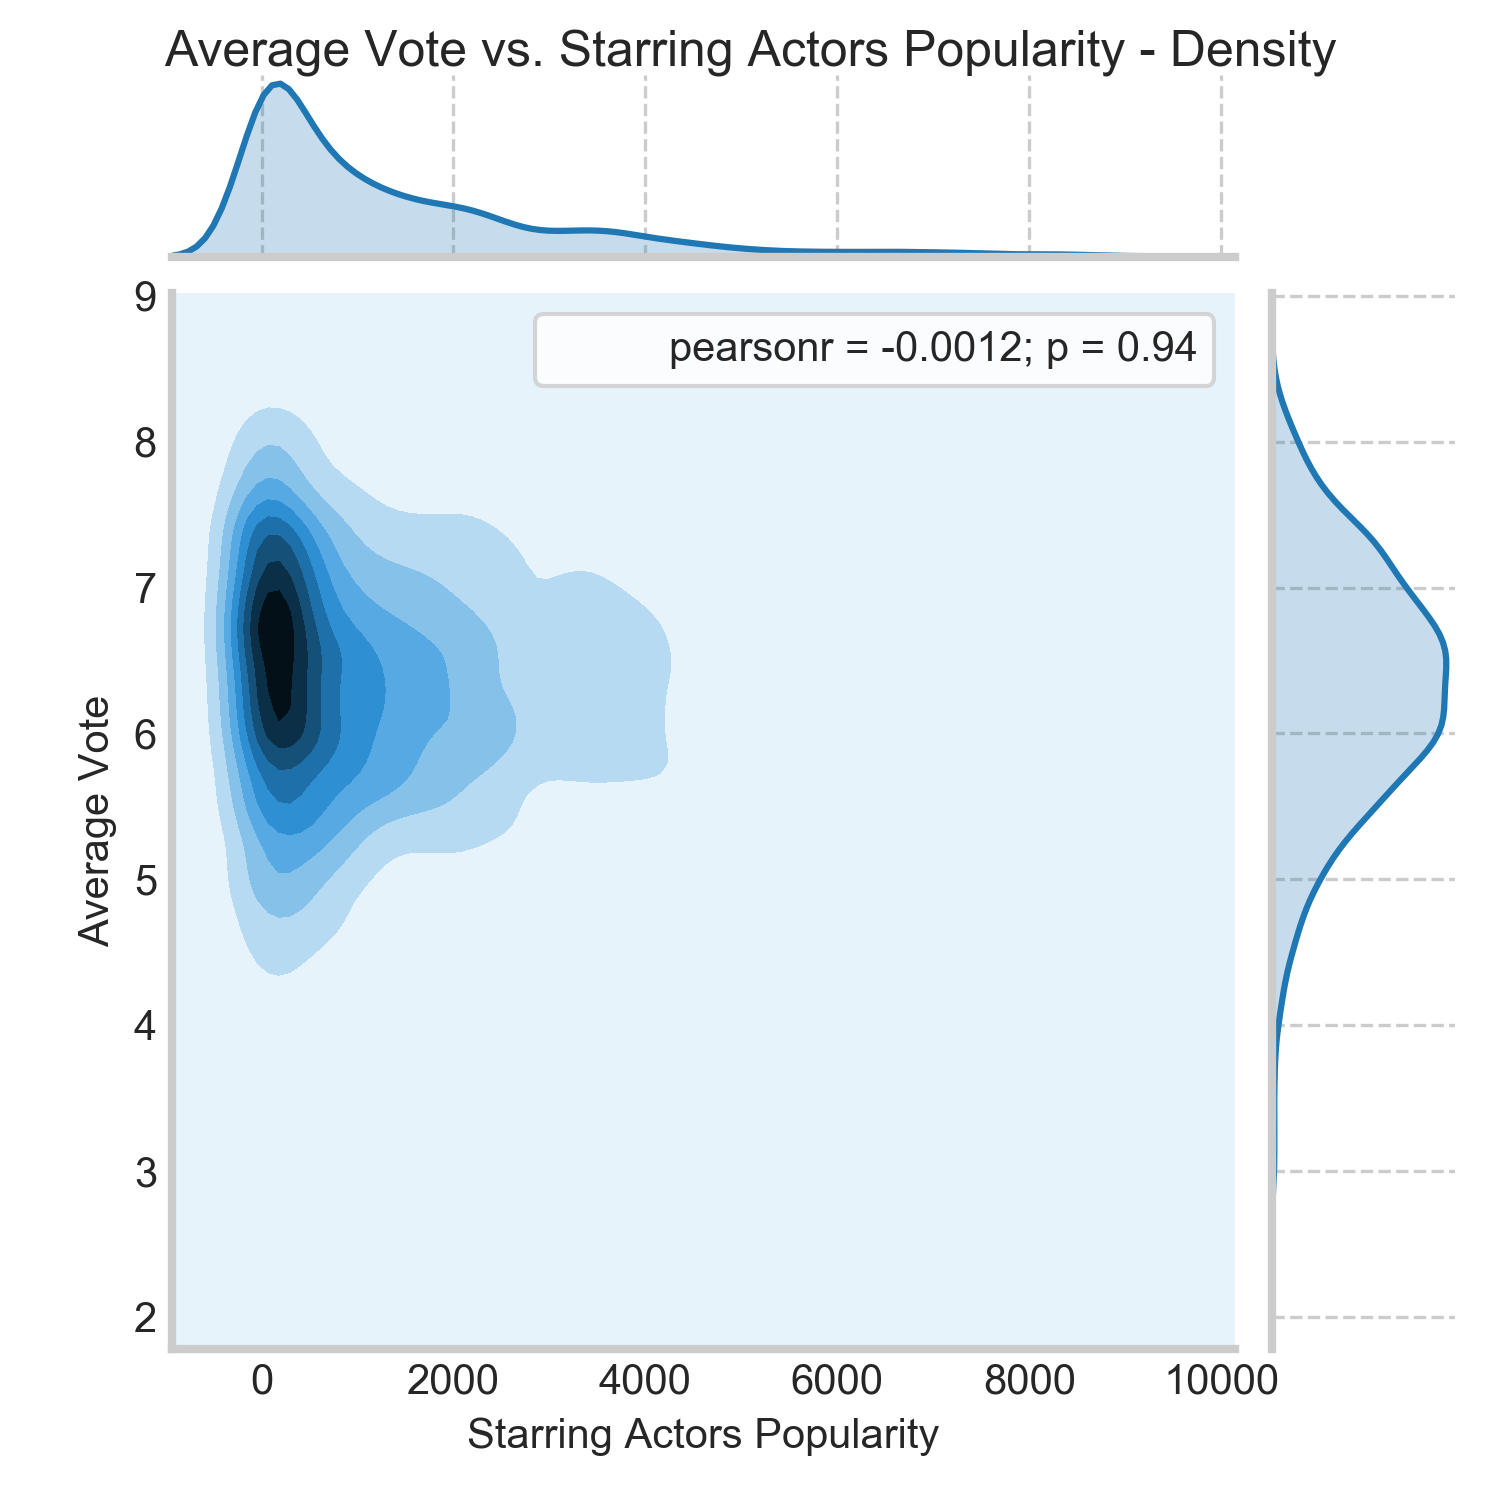 Average Vote vs. Starring Actors Popularity - Density
pearsonr = -0.0012; p = 0.94
9
8
7
6
5
4
3
2
Average Vote
0 2000 4000 6000 8000 10000
Starring Actors Popularity